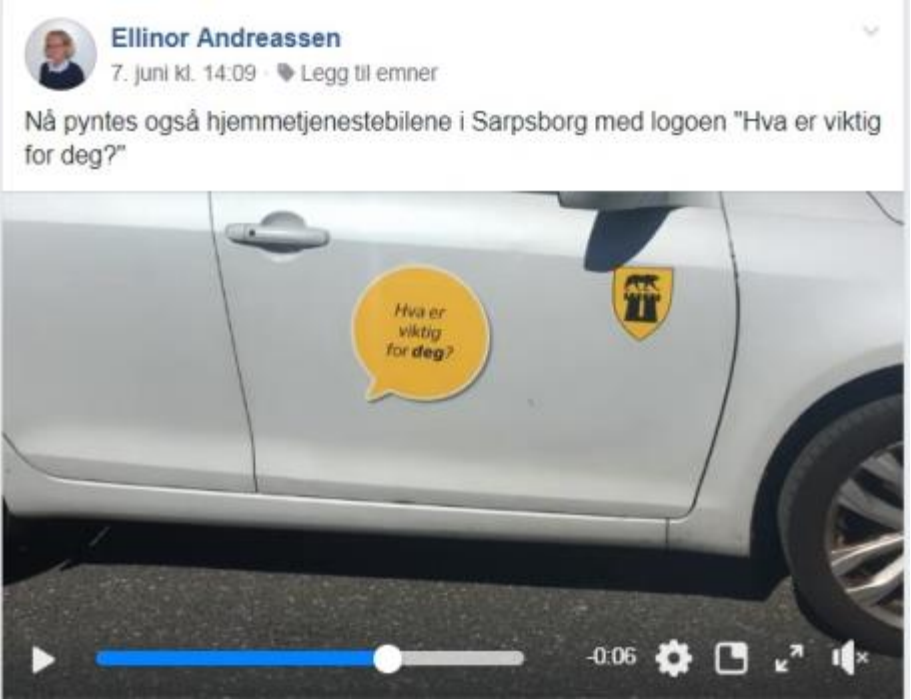 Ellinor Andreassen
7. juni kl. 14:09 · Legg til emner
Nå pyntes også hjemmetjenestebilene i Sarpsborg med logoen "Hva er viktig
for deg?"
Hva er
viktig
for deg?
-0:06